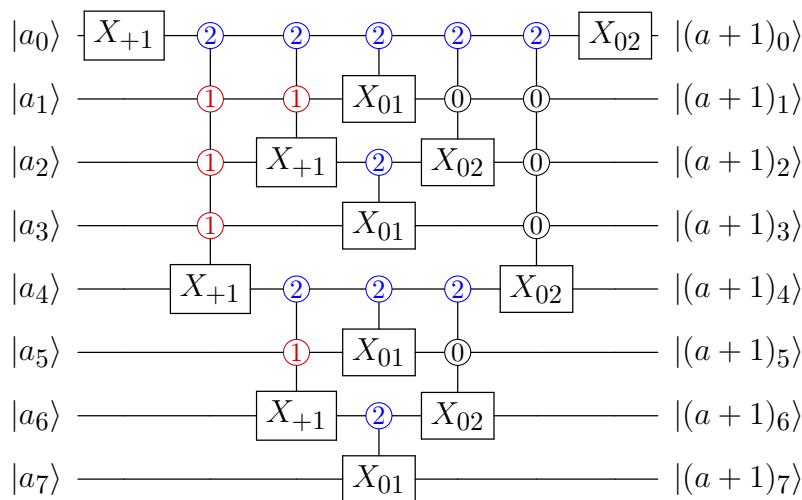 |a₀⟩ X₊₁ 2 2 2 2 2 X₀₂ |(a + 1)₀⟩
|a₁⟩ 1 1 X₀₁ 0 0 |(a + 1)₁⟩
|a₂⟩ 1 X₊₁ 2 X₀₂ 0 |(a + 1)₂⟩
|a₃⟩ 1 X₀₁ 0 |(a + 1)₃⟩
|a₄⟩ X₊₁ 2 2 2 X₀₂ |(a + 1)₄⟩
|a₅⟩ 1 X₀₁ 0 |(a + 1)₅⟩
|a₆⟩ X₊₁ 2 X₀₂ |(a + 1)₆⟩
|a₇⟩ X₀₁ |(a + 1)₇⟩